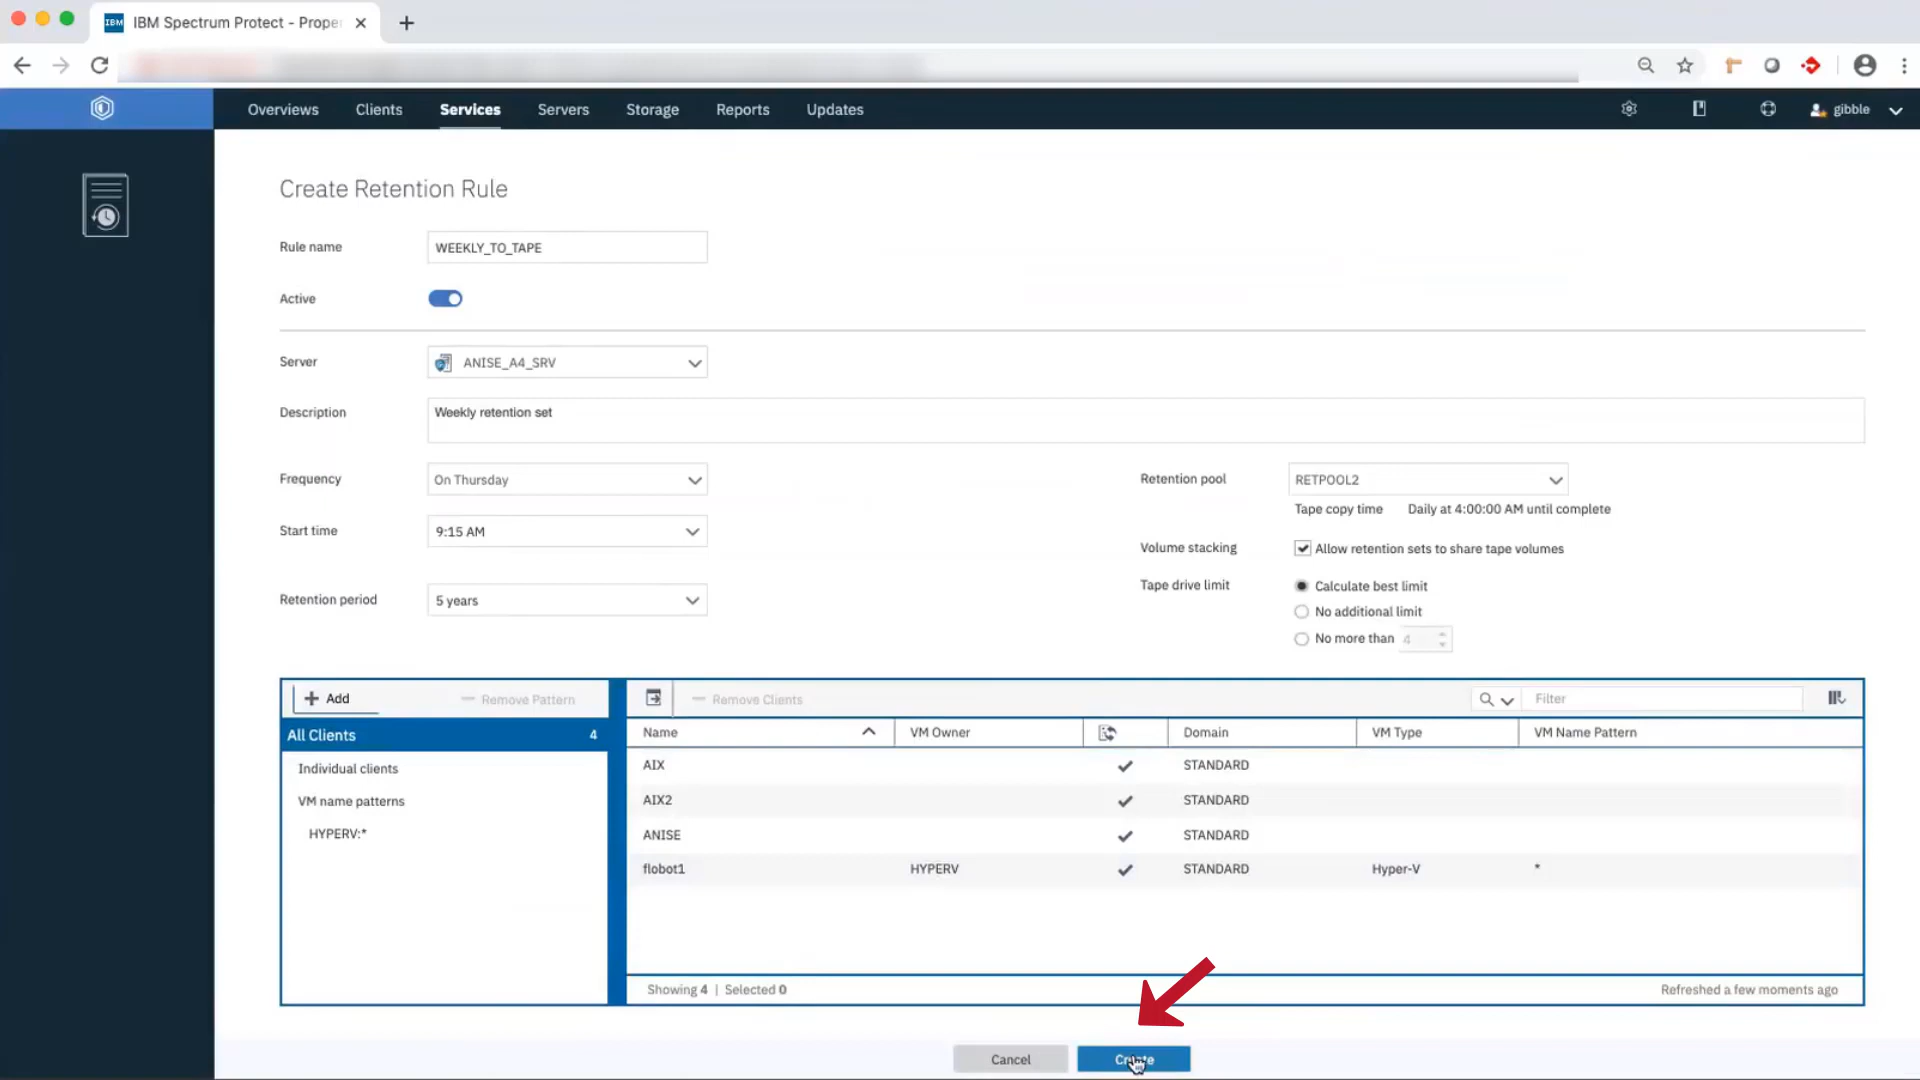 IBM IBM Spectrum Protect - Prope
Overviews Clients Services Servers Storage Reports Updates gibble
Create Retention Rule
Rule name WEEKLY_TO_TAPE
Active
Server ANISE_A4_SRV
Description Weekly retention set
Frequency On Thursday Retention pool RETPOOL2
Tape copy time Daily at 4:00:00 AM until complete
Start time 9:15 AM
Volume stacking Allow retention sets to share tape volumes
Tape drive limit Calculate best limit
Retention period 5 years No additional limit
No more than 4
Add Remove Pattern Remove Clients Filter
All Clients 4 Name VM Owner Domain VM Type VM Name Pattern
Individual clients AIX STANDARD
VM name patterns AIX2 STANDARD
HYPERV:* ANISE STANDARD
flobot1 HYPERV STANDARD Hyper-V *
Showing 4 | Selected 0 Refreshed a few moments ago
Cancel Create